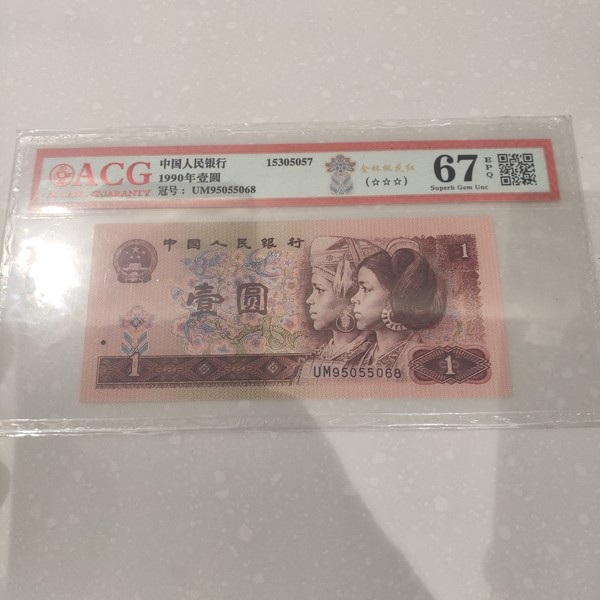 ACG
中国人民银行
1990年壹圆
冠号: UM95055068
15305057
金银桃花红
(☆☆☆)
67
EPQ
Superb Gem Unc
中国人民银行
壹圆
1
1
1
UM95055068